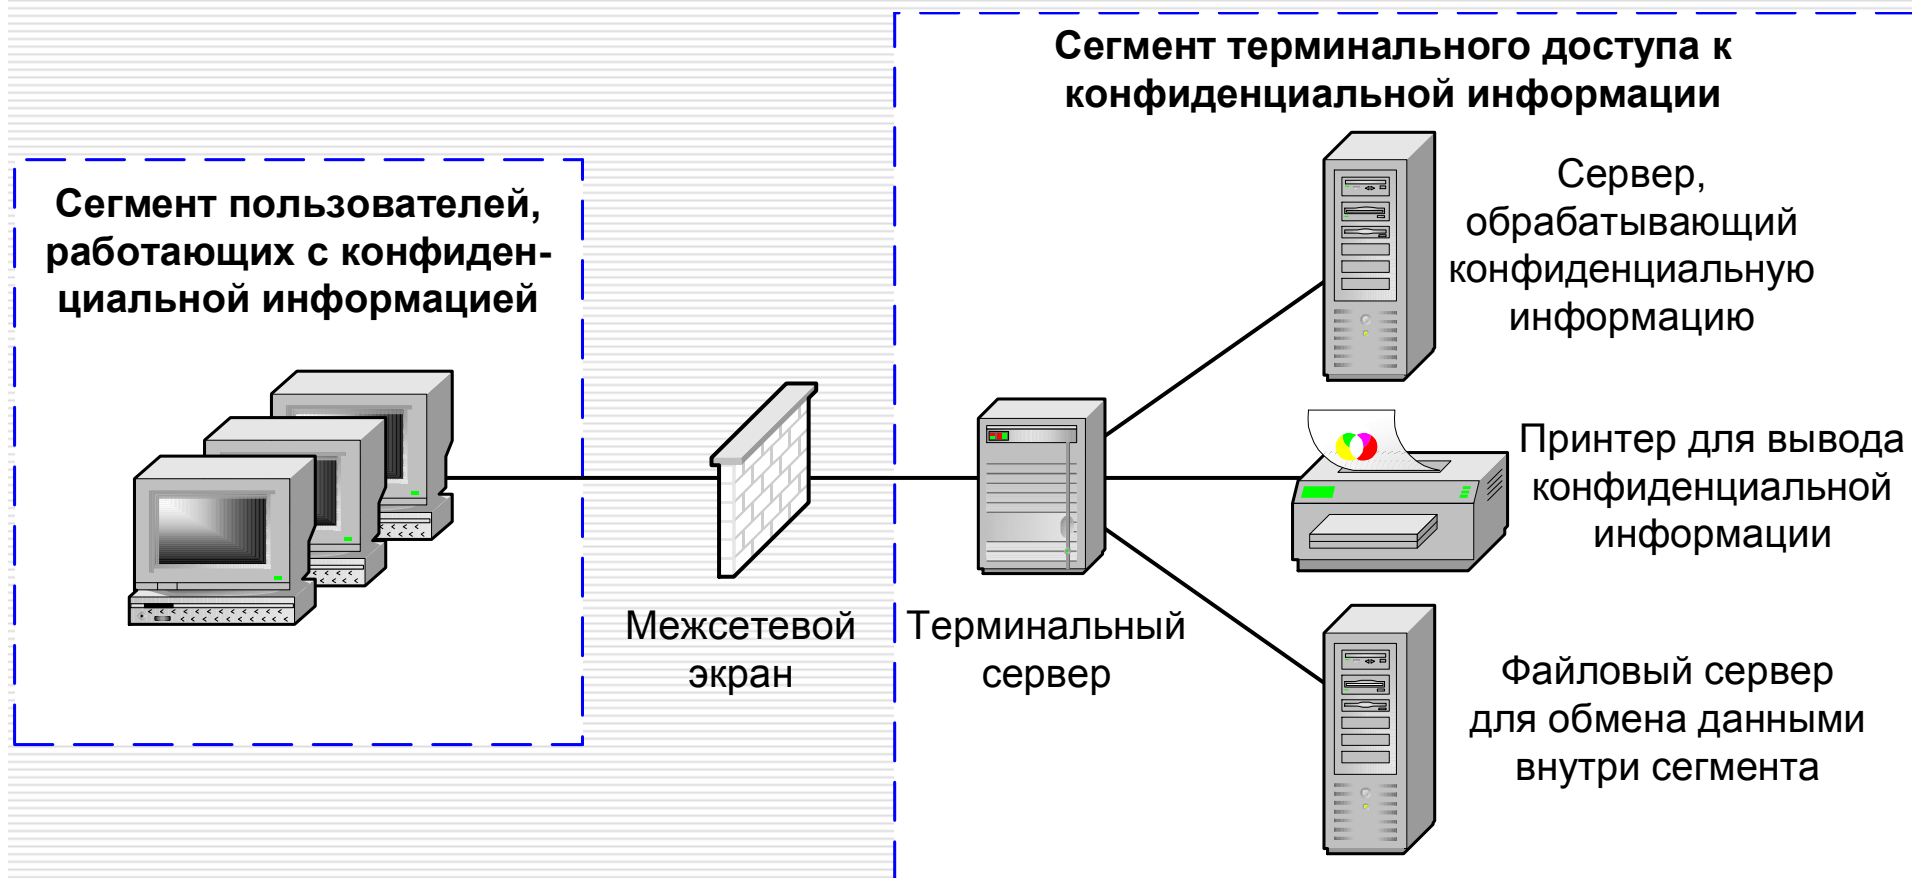 Сегмент терминального доступа к
конфиденциальной информации
Сегмент пользователей,
работающих с конфиден-
циальной информацией
Сервер,
обрабатывающий
конфиденциальную
информацию
Принтер для вывода
конфиденциальной
информации
Межсетевой
экран
Терминальный
сервер
Файловый сервер
для обмена данными
внутри сегмента